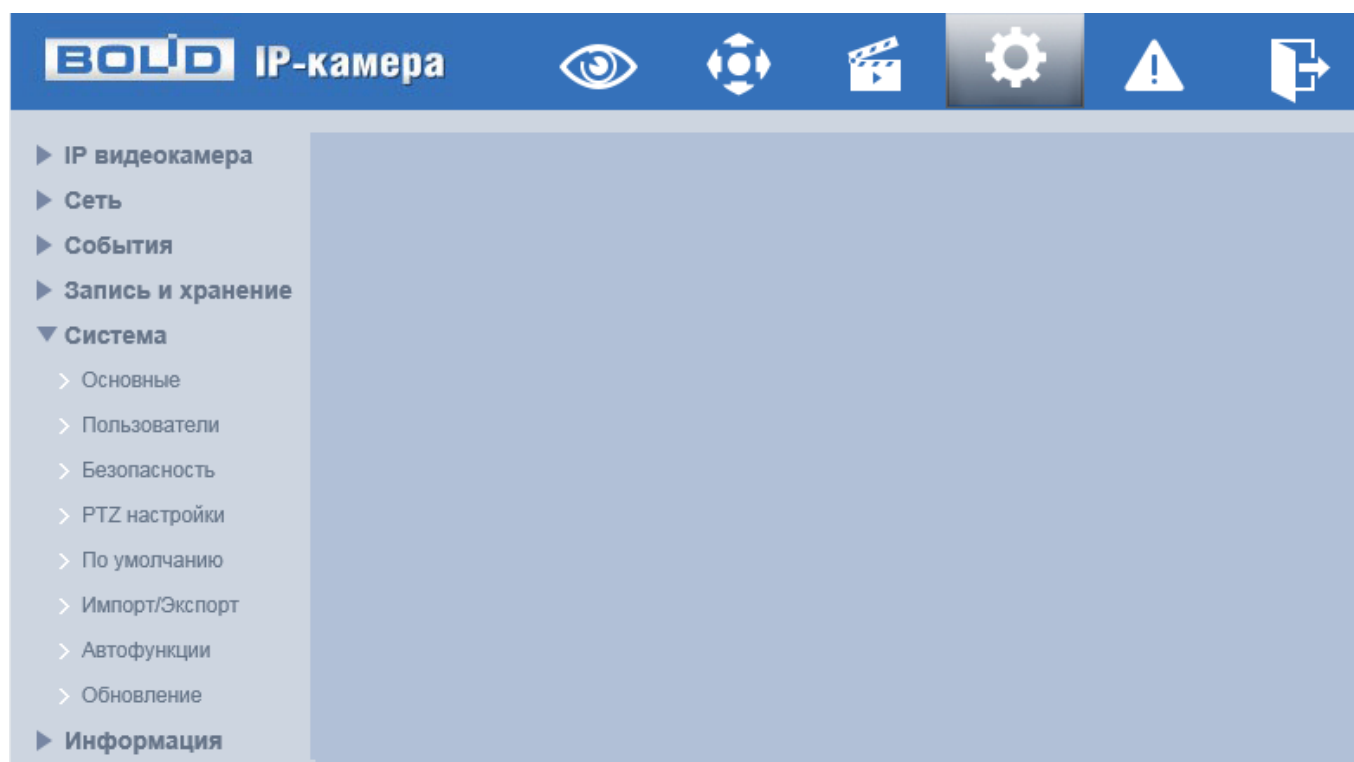 BOLID IP-камера
IP видеокамера
Сеть
События
Запись и хранение
Система
Основные
Пользователи
Безопасность
PTZ настройки
По умолчанию
Импорт/Экспорт
Автофункции
Обновление
Информация